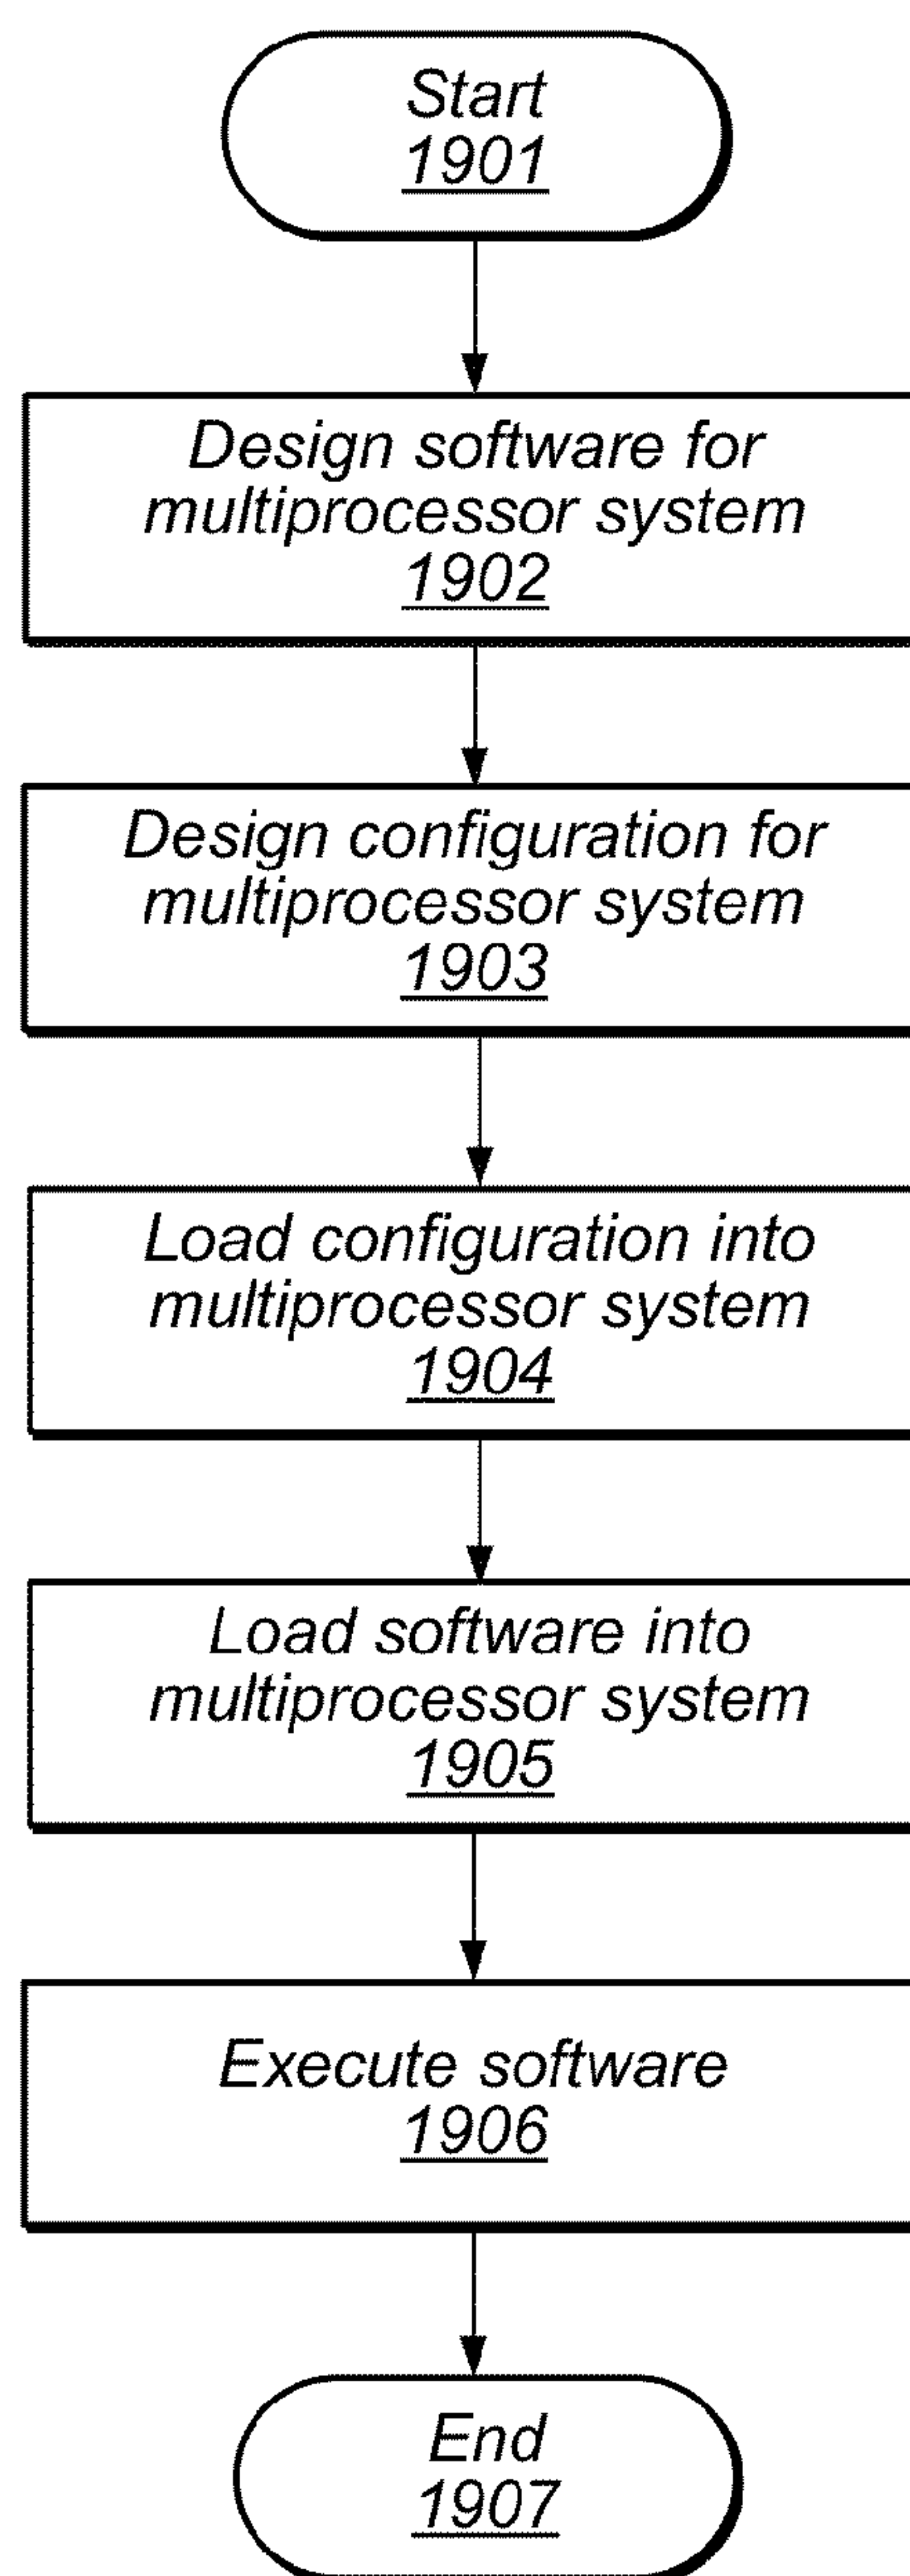 Start
1901
Design software for
multiprocessor system
1902
Design configuration for
multiprocessor system
1903
Load configuration into
multiprocessor system
1904
Load software into
multiprocessor system
1905
Execute software
1906
End
1907